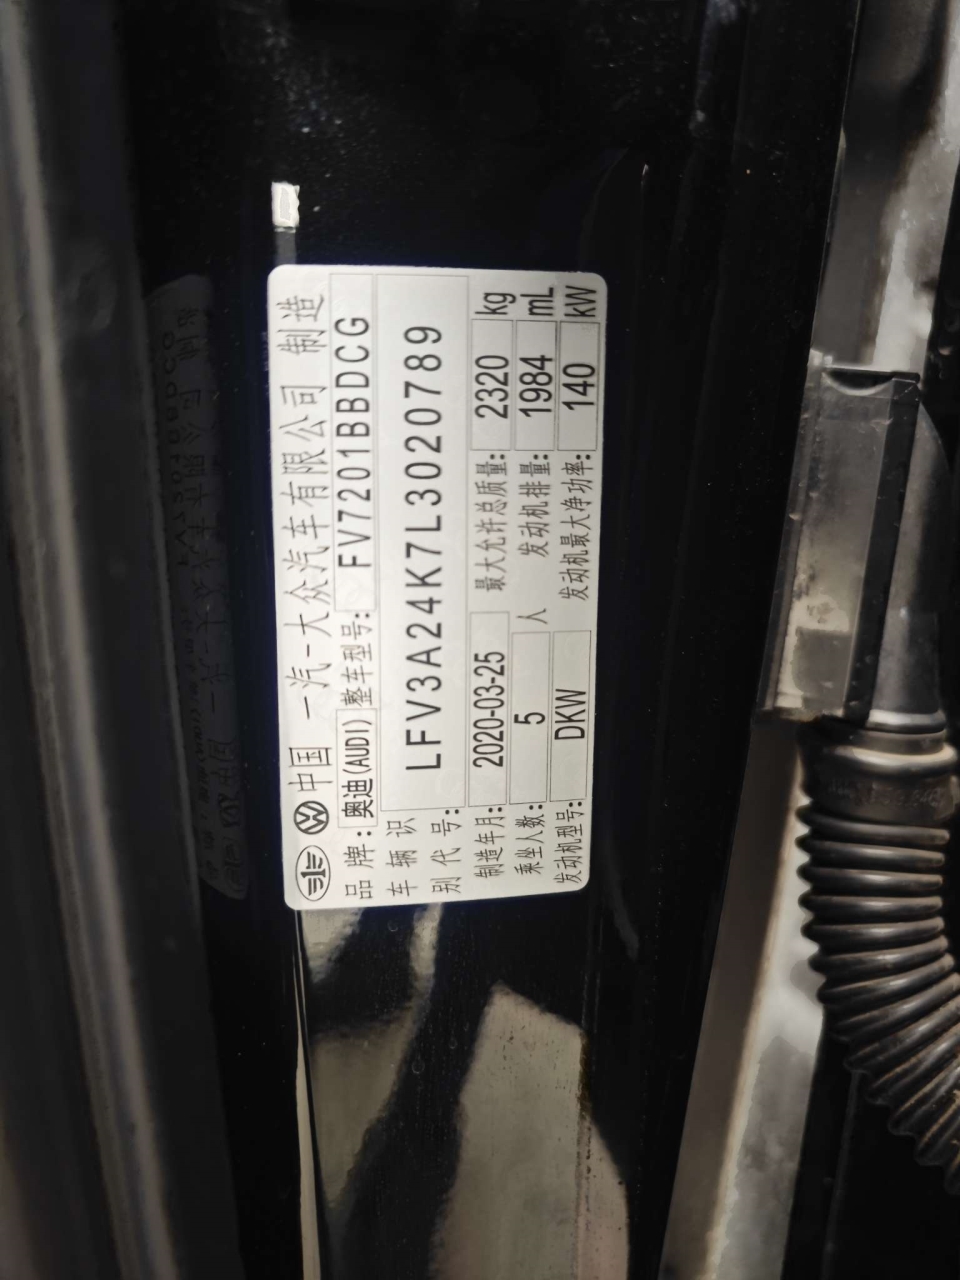 中国 一汽-大众汽车有限公司 制造
品牌: 奥迪(AUDI) 整车型号: FV7201BBDCG
车辆识别代号: LFV3A24K7L3020789
制造年月: 2020-03-25 最大允许总质量: 2320 kg
乘坐人数: 5 人 发动机排量: 1984 mL
发动机型号: DKW 发动机最大净功率: 140 kW